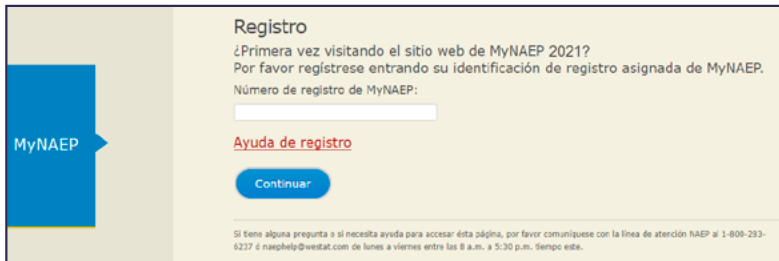 Registro
¿Primera vez visitando el sitio web de MyNAEP 2021?
Por favor regístrese entrando su identificación de registro asignada de MyNAEP.
Número de registro de MyNAEP:
MyNAEP
Ayuda de registro
Continuar
Si tiene alguna pregunta o si necesita ayuda para accesar ésta página, por favor comuníquese con la línea de atención NAEP al 1-800-283-
6237 ó naephelp@westat.com de lunes a viernes entre las 8 a.m. a 5:30 p.m. tiempo este.